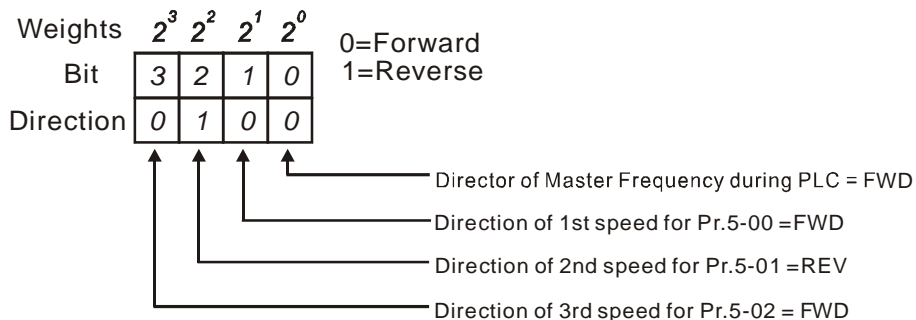 Weights 2^3 2^2 2^1 2^0
0=Forward
1=Reverse
Bit 3 2 1 0
Direction 0 1 0 0
Director of Master Frequency during PLC = FWD
Direction of 1st speed for Pr.5-00 =FWD
Direction of 2nd speed for Pr.5-01 =REV
Direction of 3rd speed for Pr.5-02 = FWD